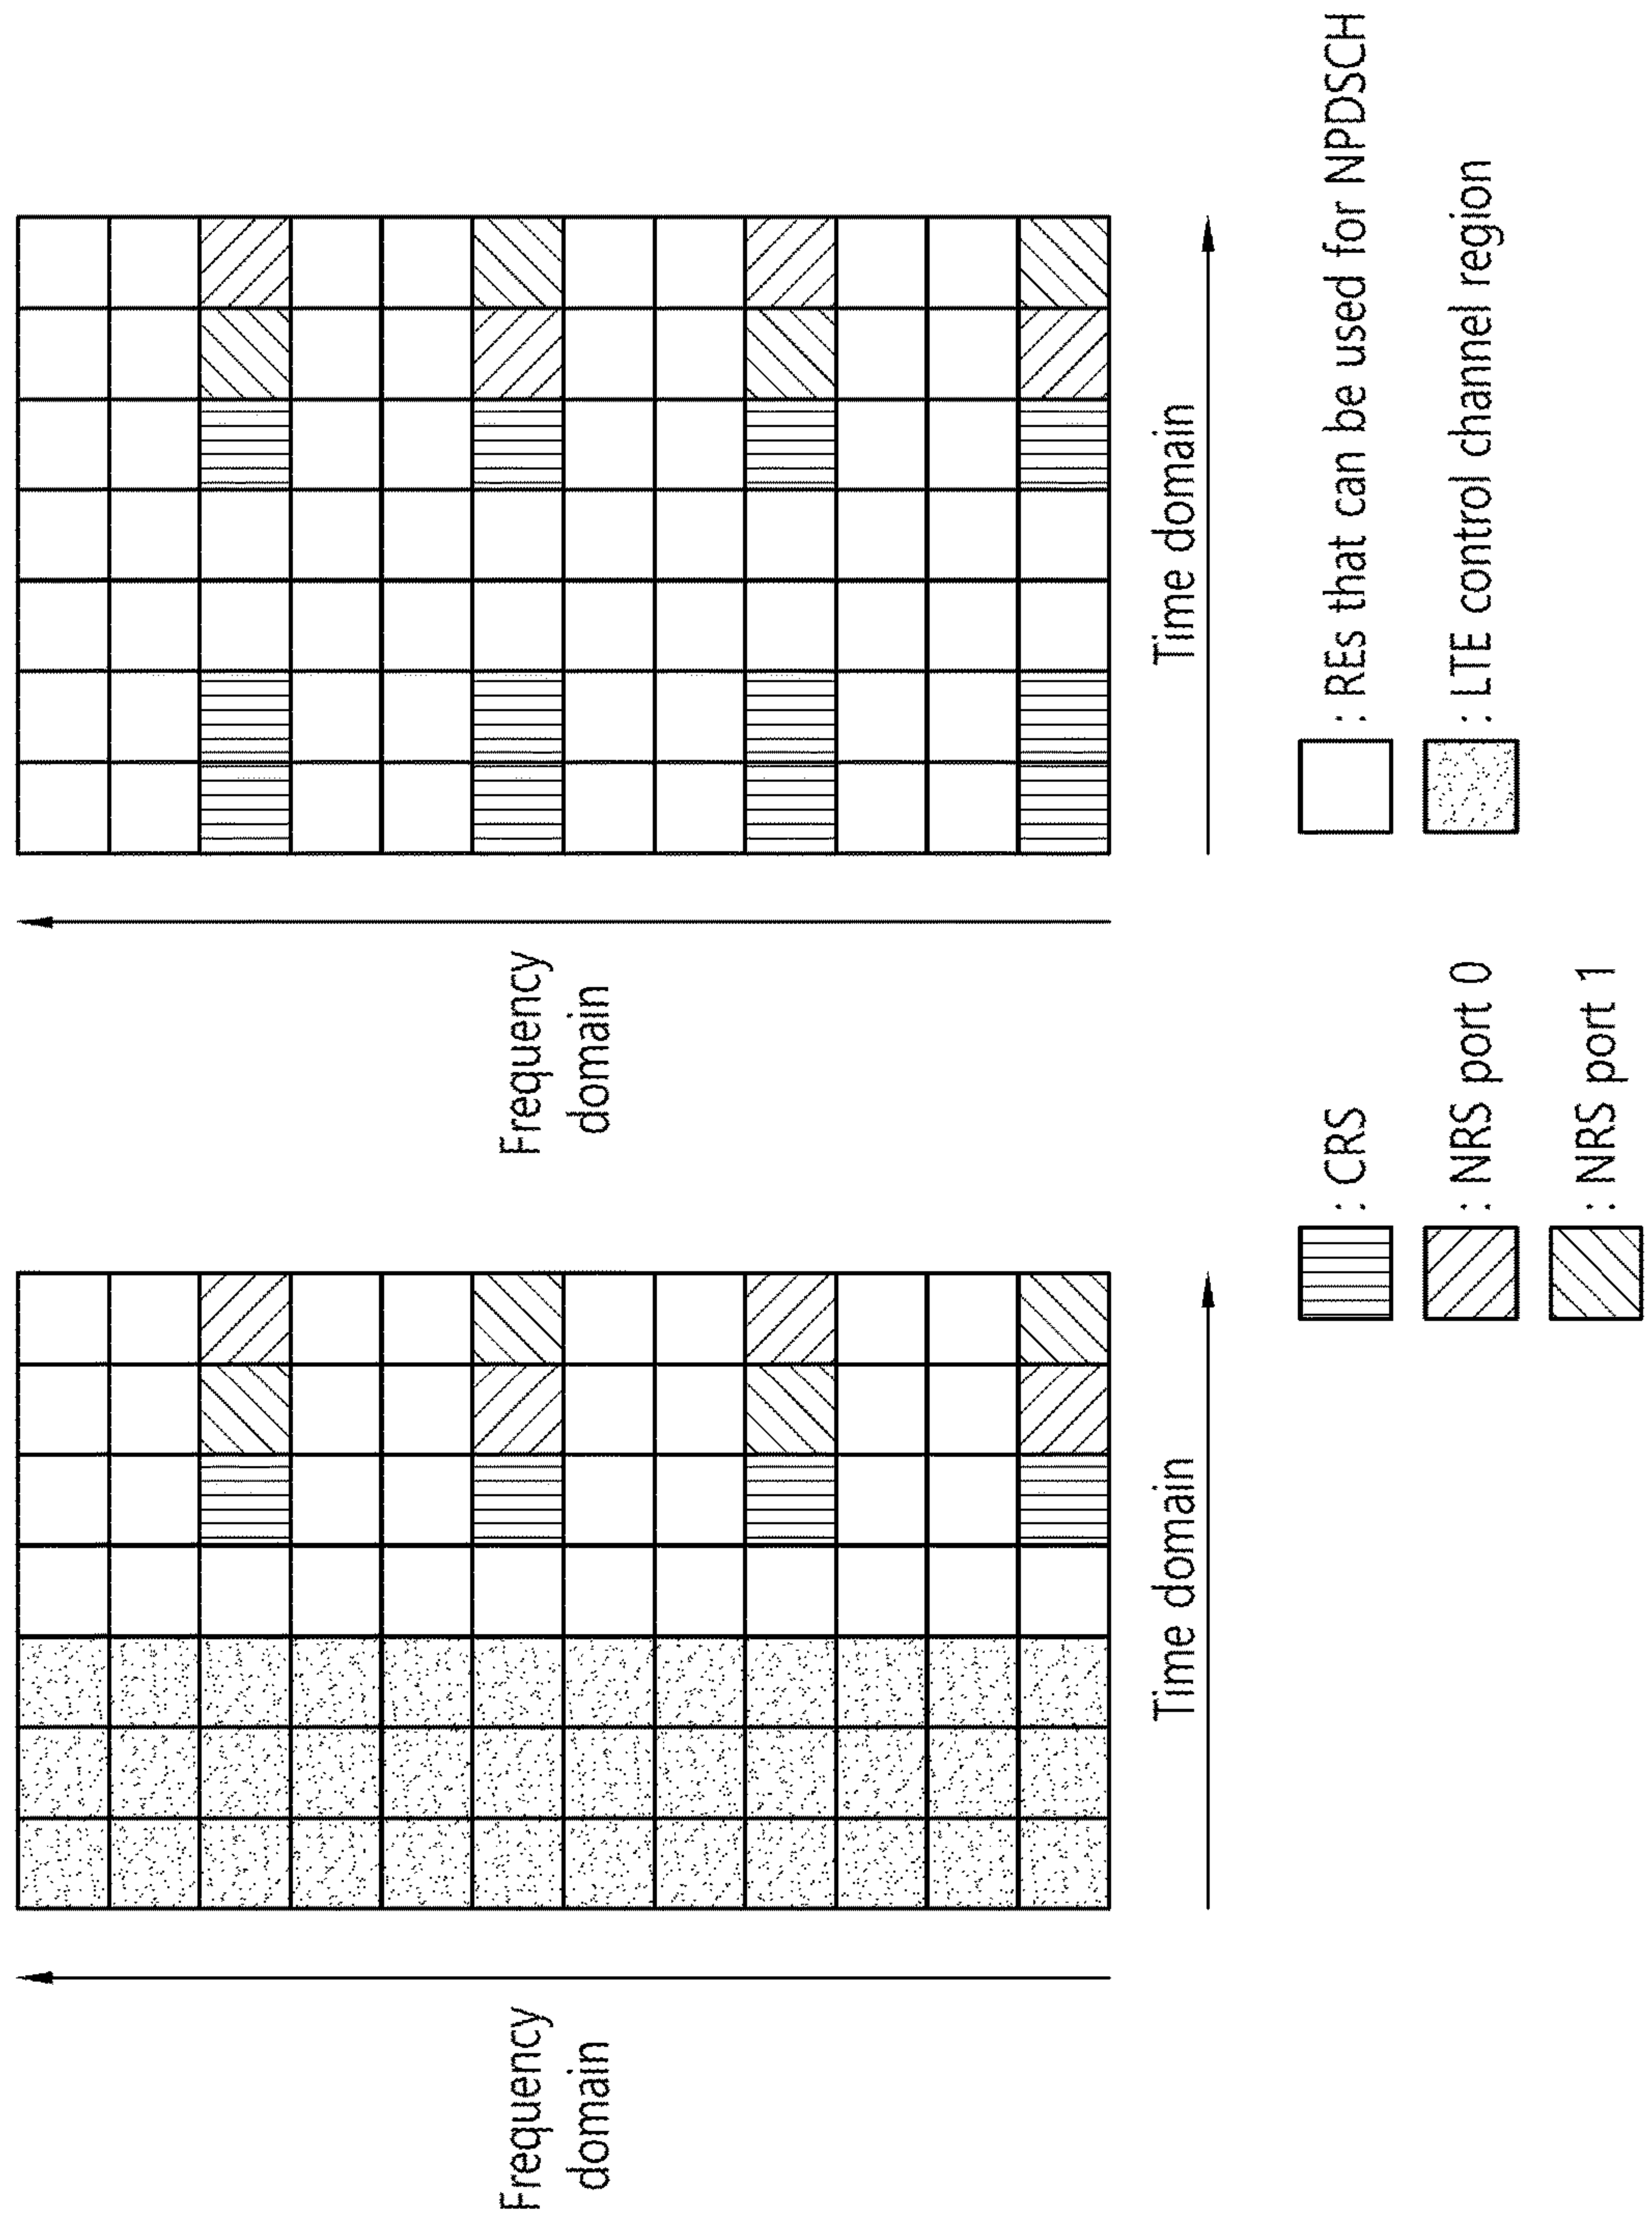 Frequency
domain
Time domain
Frequency
domain
Time domain
: CRS
: NRS port 0
: NRS port 1
: REs that can be used for NPDSCH
: LTE control channel region